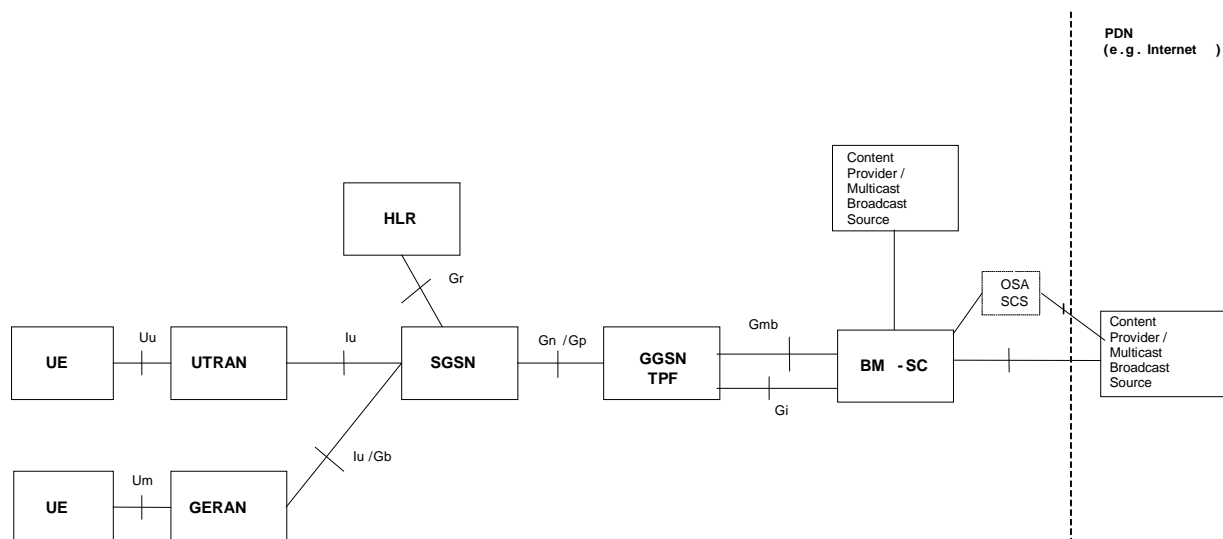 PDN
(e.g. Internet )
Content
Provider /
Multicast
Broadcast
Source
HLR
Gr
OSA
SCS
UE
Uu
UTRAN
Iu
SGSN
Gn /Gp
GGSN
TPF
Gmb
Gi
BM -SC
Content
Provider /
Multicast
Broadcast
Source
Iu /Gb
UE
Um
GERAN